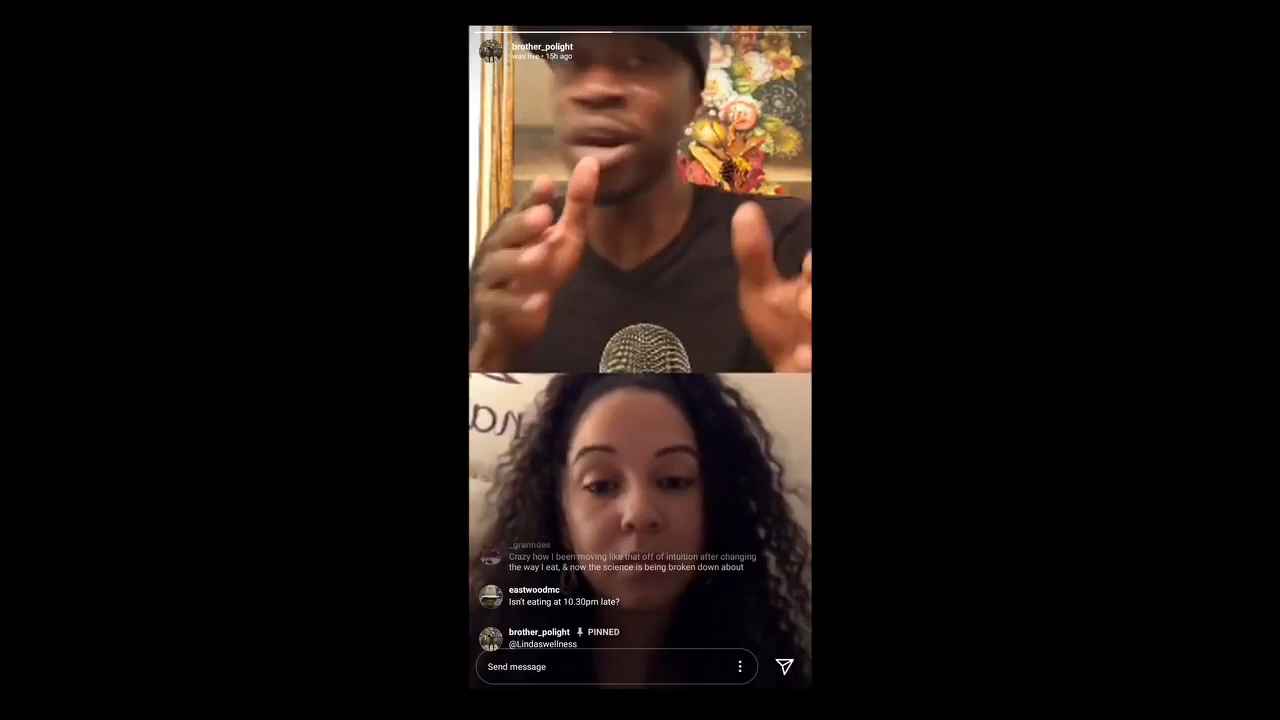 brother_polight
was live • 15h ago
na
_granndee
Crazy how I been moving like that off of intuition after changing
the way I eat, & now the science is being broken down about
eastwoodmc
Isn't eating at 10.30pm late?
brother_polight PINNED
@Lindaswellness
Send message